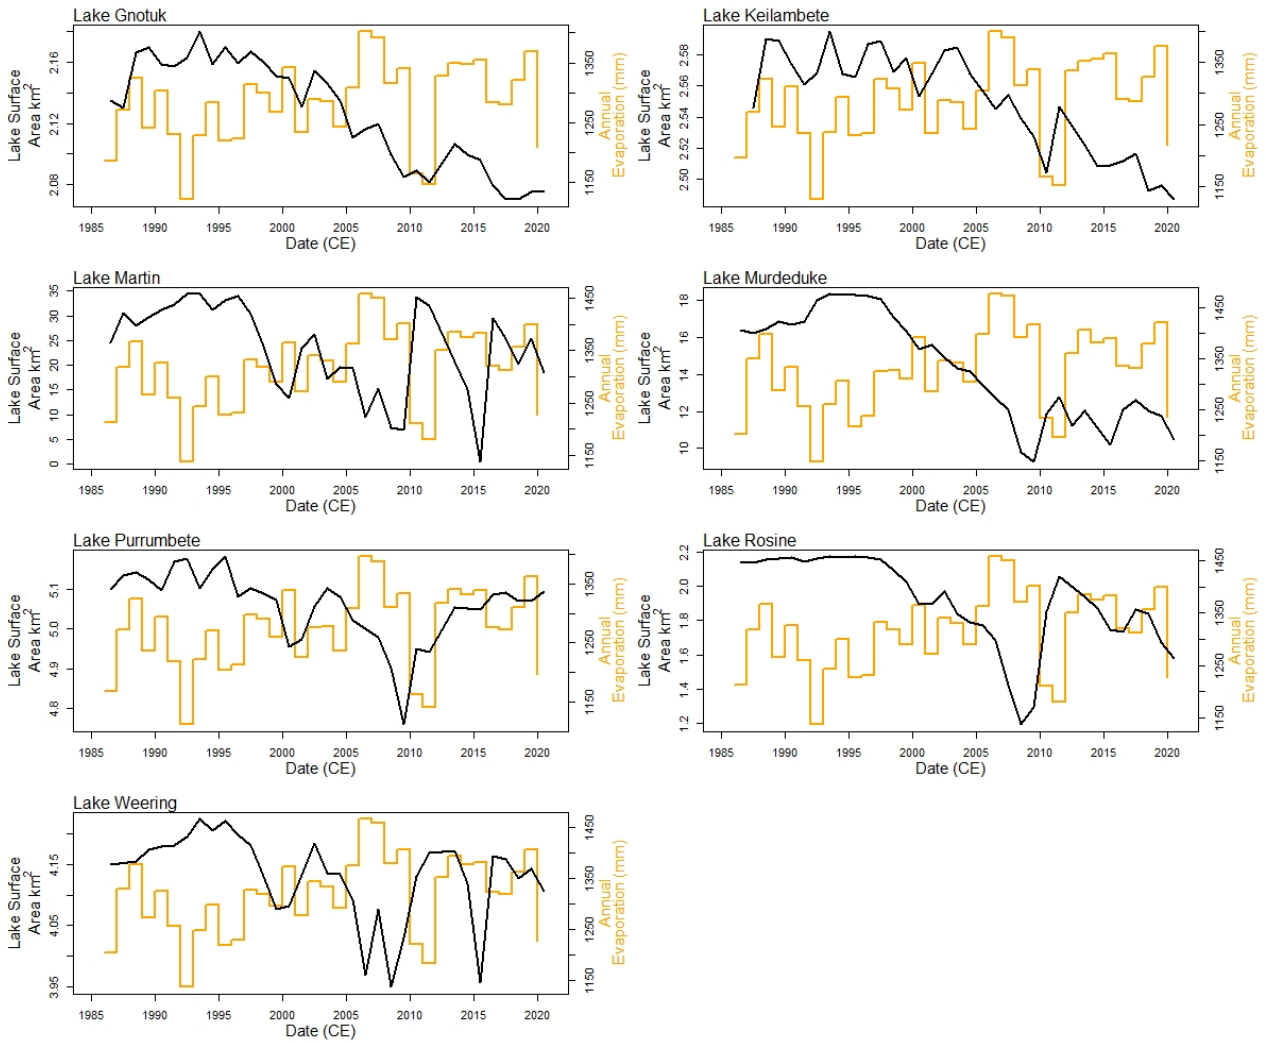 Lake Gnotuk
Lake Surface
Area km2
2.08 2.12 2.16
1150 1250 1350
Annual
Evaporation (mm)
1985 1990 1995 2000 2005 2010 2015 2020
Date (CE)
Lake Keilambete
Lake Surface
Area km2
2.50 2.52 2.54 2.56 2.58
1150 1250 1350
Annual
Evaporation (mm)
1985 1990 1995 2000 2005 2010 2015 2020
Date (CE)
Lake Martin
Lake Surface
Area km2
0 5 10 15 20 25 30 35
1150 1250 1350 1450
Annual
Evaporation (mm)
1985 1990 1995 2000 2005 2010 2015 2020
Date (CE)
Lake Murdeduke
Lake Surface
Area km2
10 12 14 16 18
1150 1250 1350 1450
Annual
Evaporation (mm)
1985 1990 1995 2000 2005 2010 2015 2020
Date (CE)
Lake Purrumbete
Lake Surface
Area km2
4.8 4.9 5.0 5.1
1150 1250 1350
Annual
Evaporation (mm)
1985 1990 1995 2000 2005 2010 2015 2020
Date (CE)
Lake Rosine
Lake Surface
Area km2
1.2 1.4 1.6 1.8 2.0 2.2
1150 1250 1350 1450
Annual
Evaporation (mm)
1985 1990 1995 2000 2005 2010 2015 2020
Date (CE)
Lake Weering
Lake Surface
Area km2
3.95 4.05 4.15
1150 1250 1350 1450
Annual
Evaporation (mm)
1985 1990 1995 2000 2005 2010 2015 2020
Date (CE)